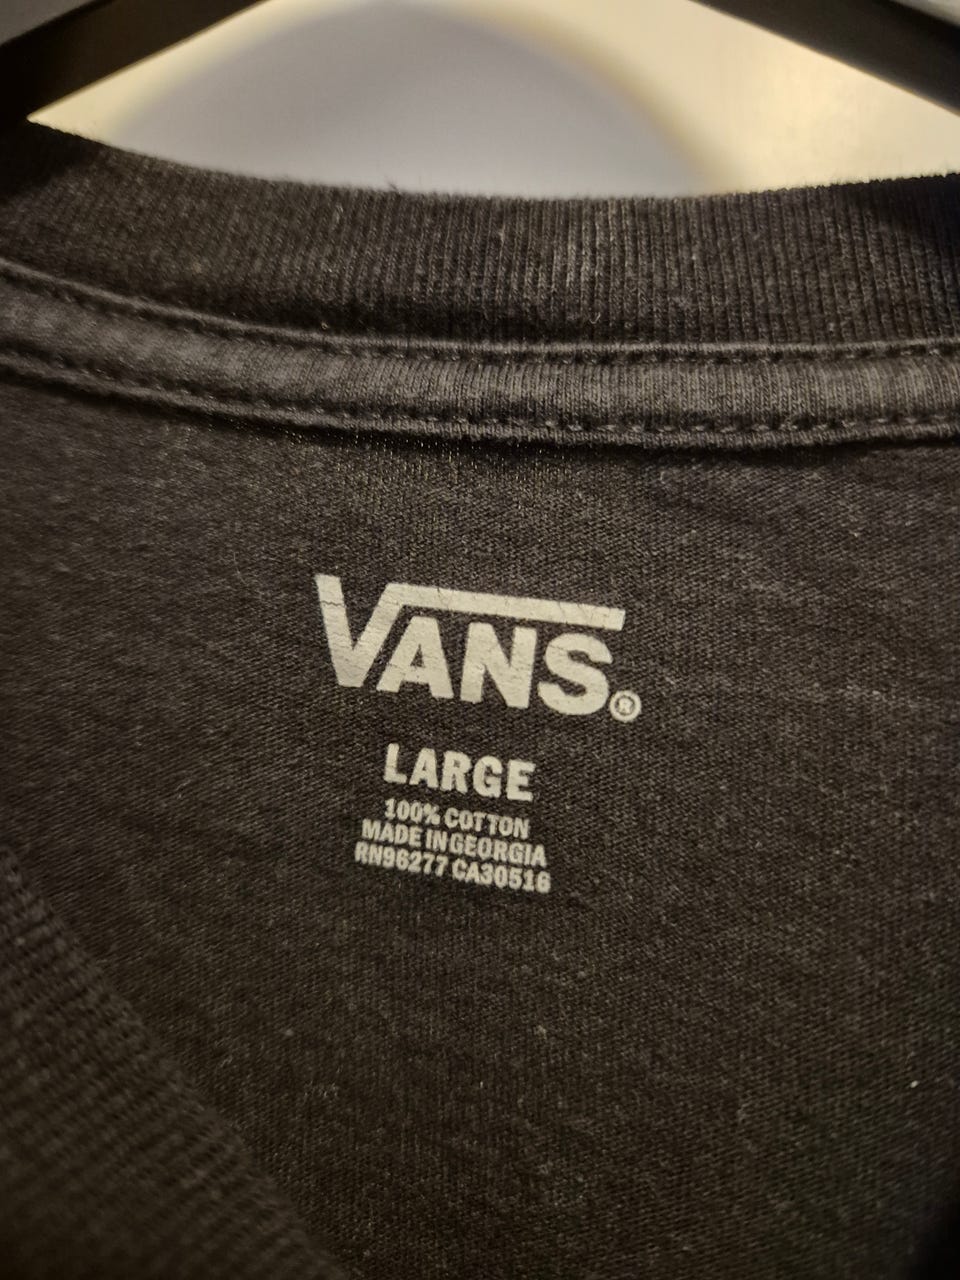 VANS®
LARGE
100% COTTON
MADE IN GEORGIA
RN96277 CA30516